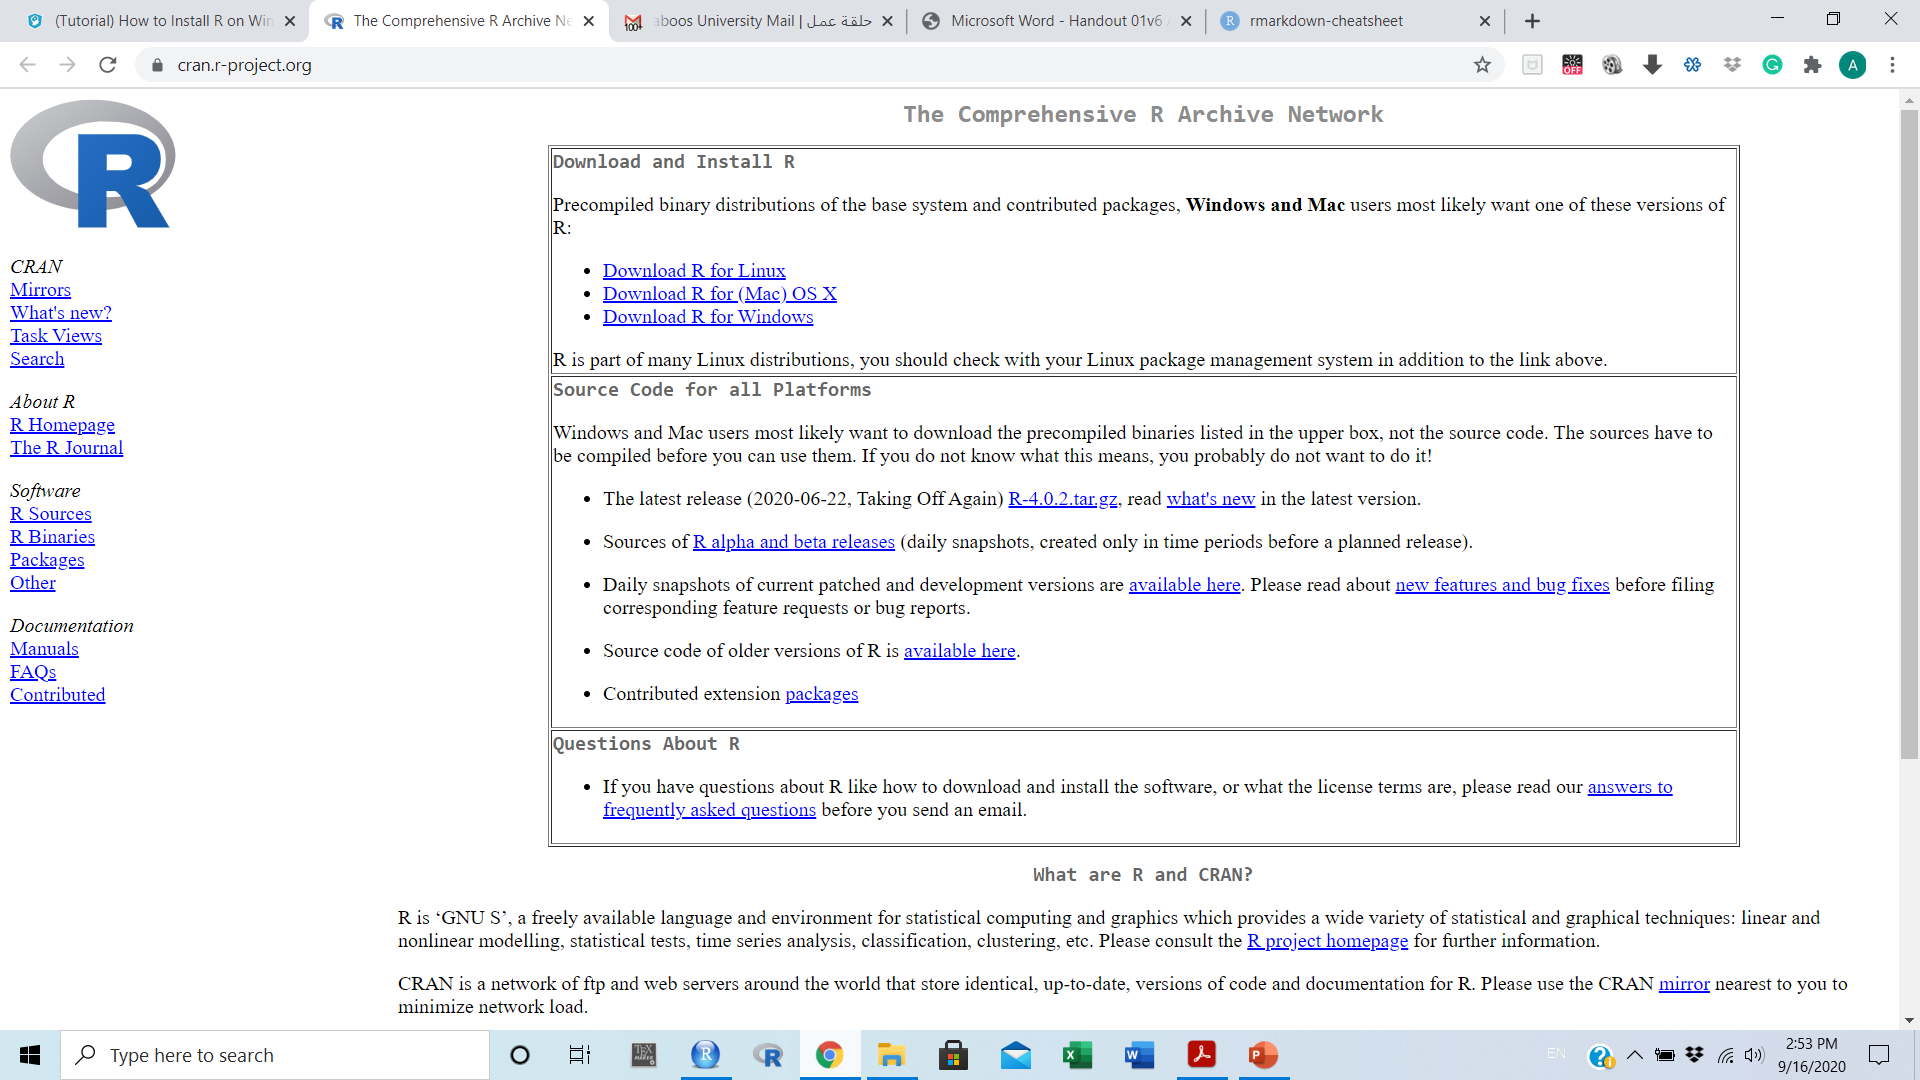 (Tutorial) How to Install R on Win
The Comprehensive R Archive Ne
aboos University Mail | حلقة عمل
Microsoft Word - Handout 01v6
rmarkdown-cheatsheet
cran.r-project.org
The Comprehensive R Archive Network
CRAN
Mirrors
What's new?
Task Views
Search
About R
R Homepage
The R Journal
Software
R Sources
R Binaries
Packages
Other
Documentation
Manuals
FAQs
Contributed
Download and Install R
Precompiled binary distributions of the base system and contributed packages, Windows and Mac users most likely want one of these versions of
R:
Download R for Linux
Download R for (Mac) OS X
Download R for Windows
R is part of many Linux distributions, you should check with your Linux package management system in addition to the link above.
Source Code for all Platforms
Windows and Mac users most likely want to download the precompiled binaries listed in the upper box, not the source code. The sources have to
be compiled before you can use them. If you do not know what this means, you probably do not want to do it!
The latest release (2020-06-22, Taking Off Again) R-4.0.2.tar.gz, read what's new in the latest version.
Sources of R alpha and beta releases (daily snapshots, created only in time periods before a planned release).
Daily snapshots of current patched and development versions are available here. Please read about new features and bug fixes before filing
corresponding feature requests or bug reports.
Source code of older versions of R is available here.
Contributed extension packages
Questions About R
If you have questions about R like how to download and install the software, or what the license terms are, please read our answers to
frequently asked questions before you send an email.
What are R and CRAN?
R is ‘GNU S’, a freely available language and environment for statistical computing and graphics which provides a wide variety of statistical and graphical techniques: linear and
nonlinear modelling, statistical tests, time series analysis, classification, clustering, etc. Please consult the R project homepage for further information.
CRAN is a network of ftp and web servers around the world that store identical, up-to-date, versions of code and documentation for R. Please use the CRAN mirror nearest to you to
minimize network load.
Type here to search
EN
2:53 PM
9/16/2020